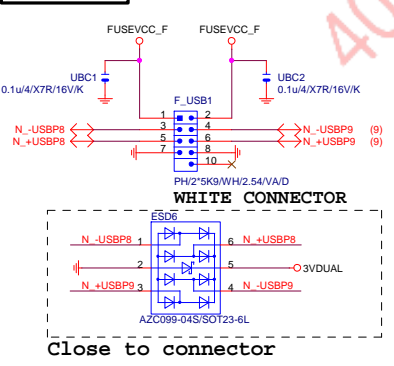 FUSEVCC_F FUSEVCC_F
UBC1
0.1u/4/X7R/16V/K
UBC2
0.1u/4/X7R/16V/K
F_USB1
1 2
N_-USBP8 3 4 N_-USBP9 (9)
N_+USBP8 5 6 N_+USBP9 (9)
7 8
10
PH/2*5K9/WH/2.54/VA/D
WHITE CONNECTOR
ESD6
N_-USBP8 1 6 N_+USBP8
2 5 3VDUAL
N_+USBP9 3 4 N_-USBP9
AZC099-04S/SOT23-6L
Close to connector